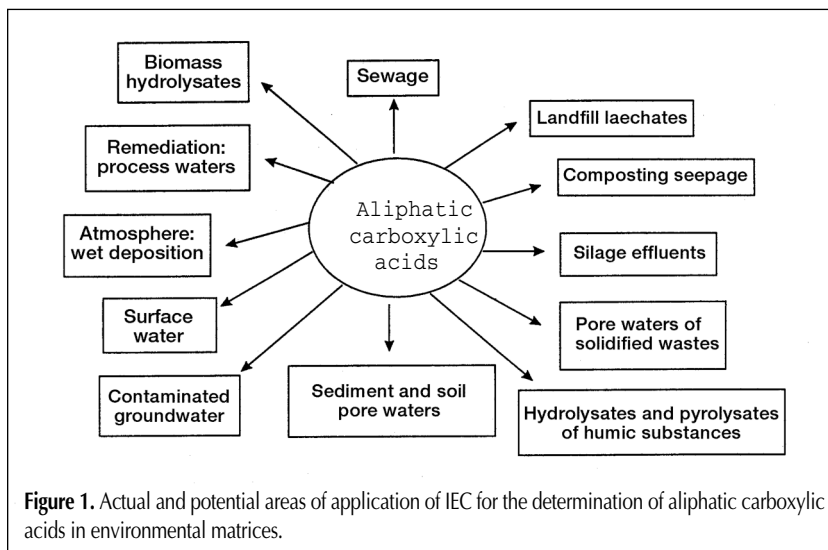 Biomass
hydrolysates
Sewage
Landfill laechates
Remediation:
process waters
Composting seepage
Aliphatic
carboxylic
acids
Atmosphere:
wet deposition
Silage effluents
Surface
water
Pore waters of
solidified wastes
Contaminated
groundwater
Sediment and soil
pore waters
Hydrolysates and pyrolysates
of humic substances
Figure 1. Actual and potential areas of application of IEC for the determination of aliphatic carboxylic
acids in environmental matrices.